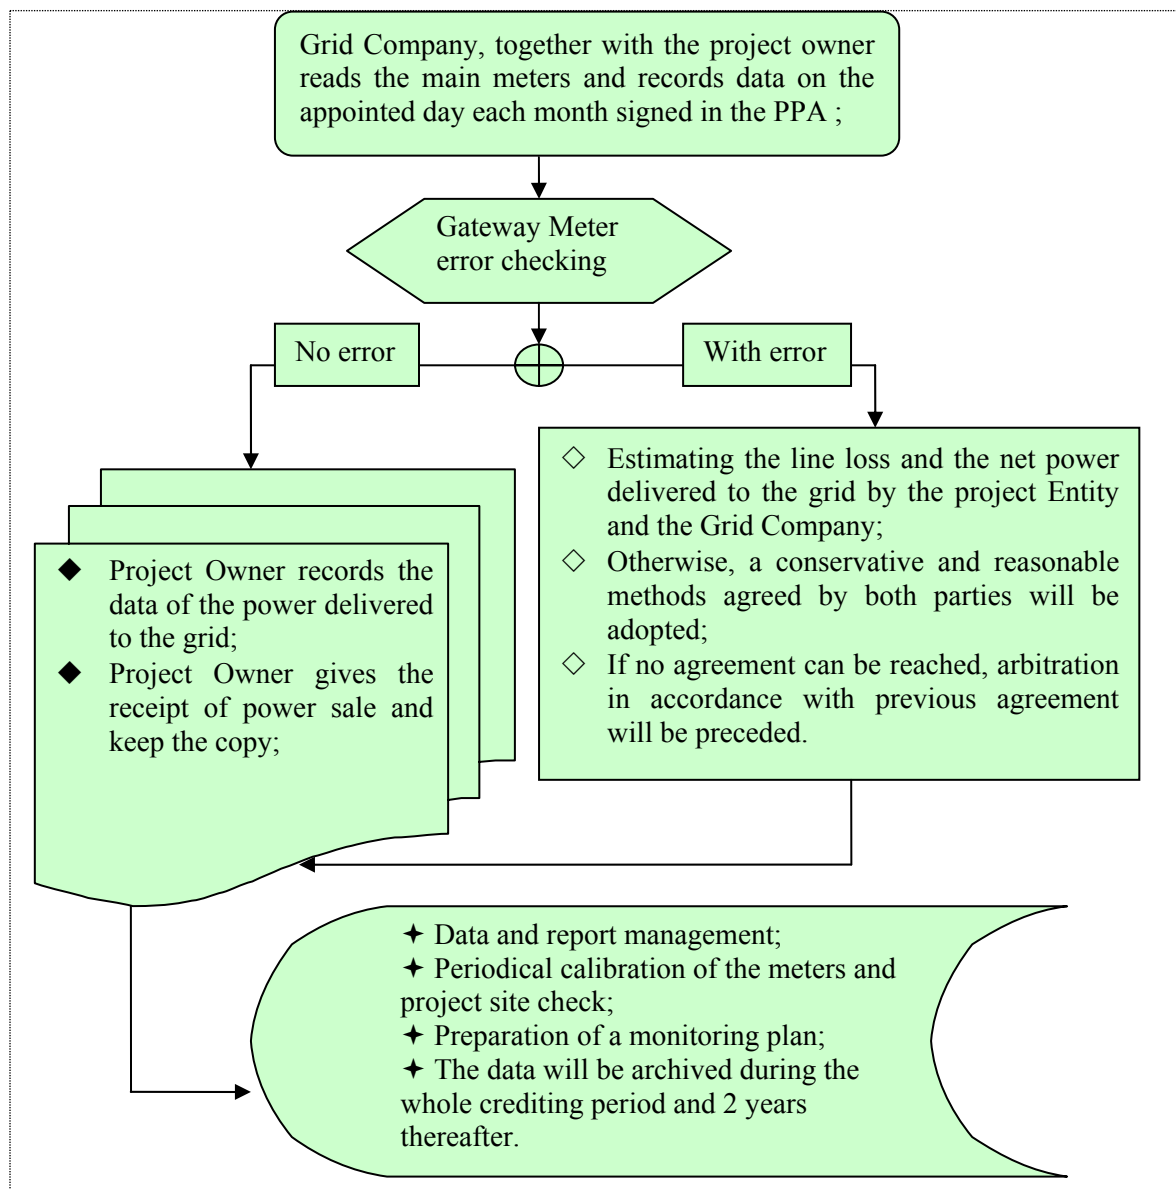 Grid Company, together with the project owner
reads the main meters and records data on the
appointed day each month signed in the PPA ;
Gateway Meter
error checking
No error
With error
◆ Project Owner records the
data of the power delivered
to the grid;
◆ Project Owner gives the
receipt of power sale and
keep the copy;
◇ Estimating the line loss and the net power
delivered to the grid by the project Entity
and the Grid Company;
◇ Otherwise, a conservative and reasonable
methods agreed by both parties will be
adopted;
◇ If no agreement can be reached, arbitration
in accordance with previous agreement
will be preceded.
✦ Data and report management;
✦ Periodical calibration of the meters and
project site check;
✦ Preparation of a monitoring plan;
✦ The data will be archived during the
whole crediting period and 2 years
thereafter.